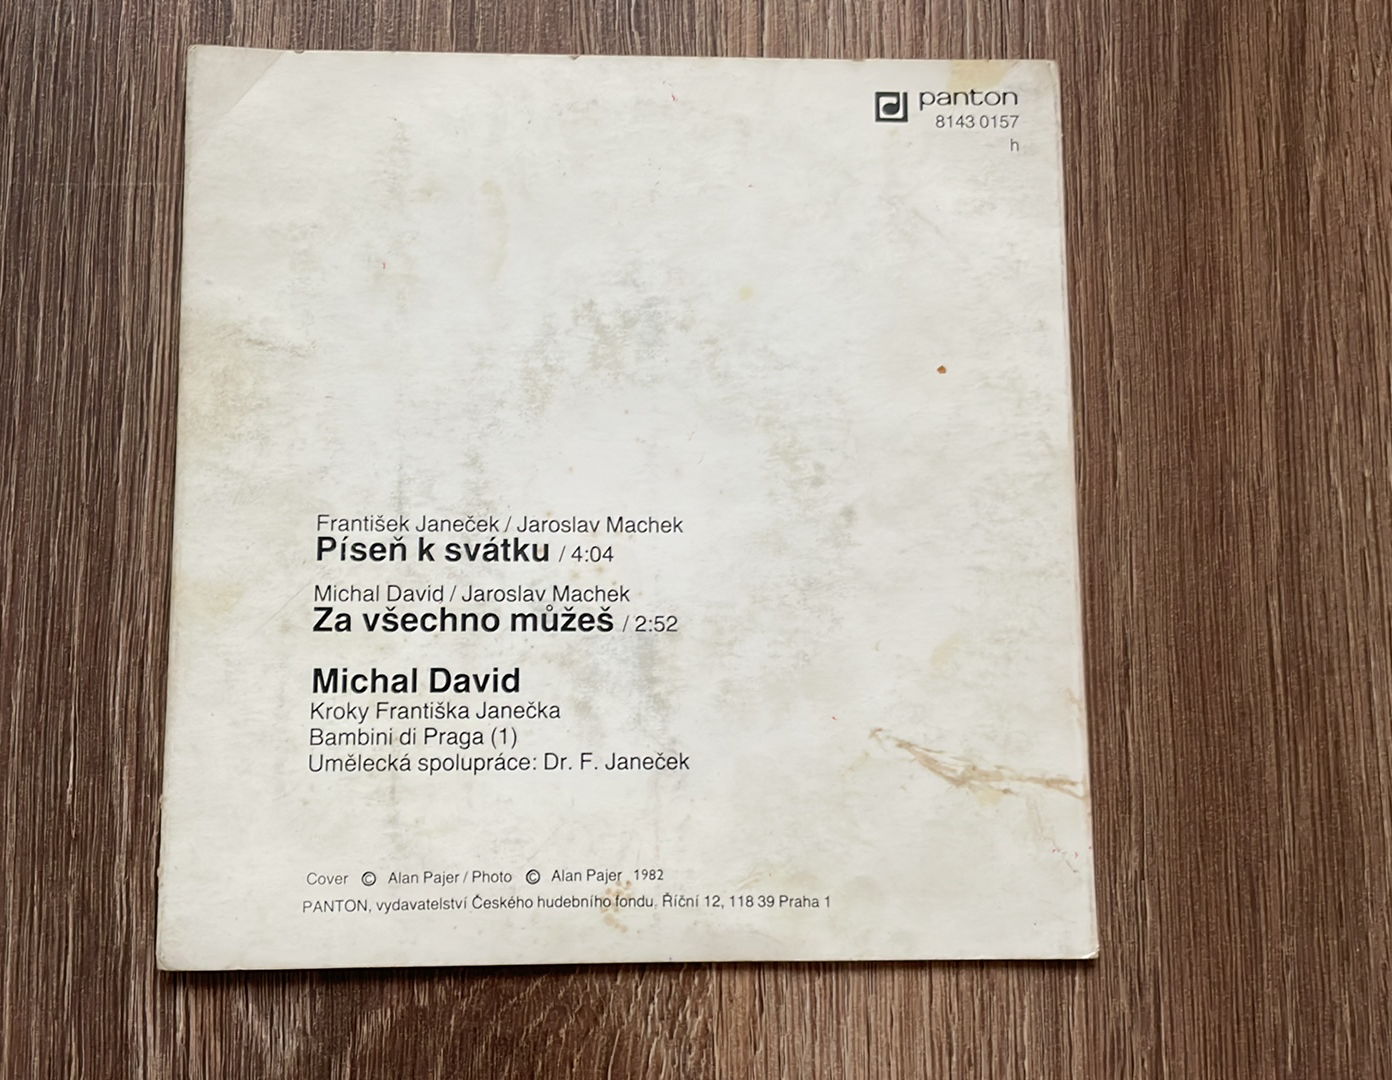 panton
8143 0157
h
František Janeček / Jaroslav Machek
Píseň k svátku / 4:04
Michal David / Jaroslav Machek
Za všechno můžeš / 2:52
Michal David
Kroky Františka Janečka
Bambini di Praga (1)
Umělecká spolupráce: Dr. F. Janeček
Cover © Alan Pajer / Photo © Alan Pajer 1982
PANTON, vydavatelství Českého hudebního fondu, Říční 12, 118 39 Praha 1